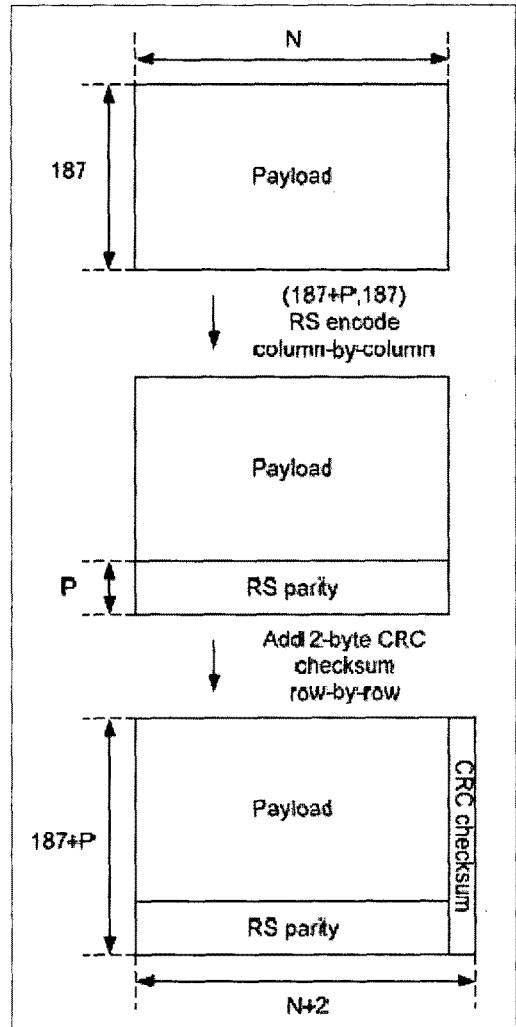 N
187
Payload
(187+P,187)
RS encode
column-by-column
Payload
P
RS parity
Add 2-byte CRC
checksum
row-by-row
187+P
Payload
CRC checksum
RS parity
N+2